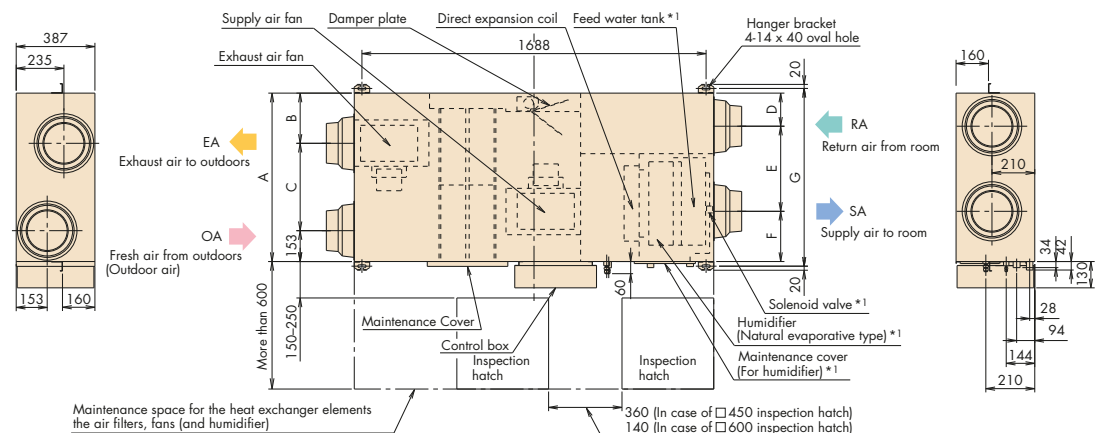 387
235
153
160
EA
Exhaust air to outdoors
OA
Fresh air from outdoors
(Outdoor air)
Supply air fan
Damper plate
Direct expansion coil
Feed water tank *1
Hanger bracket
4-14 x 40 oval hole
Exhaust air fan
1688
20
A
B
C
153
D
E
F
G
20
More than 600
150–250
60
Maintenance Cover
Control box
Inspection
hatch
Inspection
hatch
Solenoid valve *1
Humidifier
(Natural evaporative type) *1
Maintenance cover
(For humidifier) *1
Maintenance space for the heat exchanger elements
the air filters, fans (and humidifier)
360 (In case of □450 inspection hatch)
140 (In case of □600 inspection hatch)
RA
Return air from room
SA
Supply air to room
160
210
34
42
130
28
94
144
210